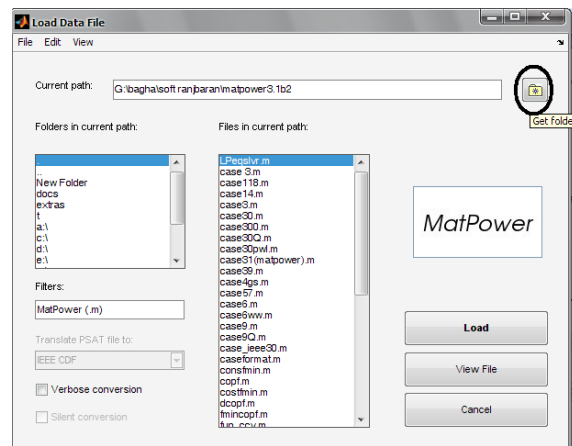 Load Data File
File Edit View
Current path:
G:\bagha\soft ranjbaran\matpower3.1b2
Get folde
Folders in current path:
Files in current path:
.
..
New Folder
docs
extras
t
a:\
c:\
d:\
e:\
LPeqslvr.m
case 3.m
case118.m
case14.m
case3.m
case30.m
case300.m
case30Q.m
case30pwl.m
case31(matpower).m
case39.m
case4gs.m
case57.m
case6.m
case6ww.m
case9.m
case9Q.m
case_ieee30.m
caseformat.m
consfmin.m
copf.m
costfmin.m
dcopf.m
fmincopf.m
fun_ccv.m
MatPower
Filters:
MatPower (.m)
Translate PSAT file to:
IEEE CDF
Verbose conversion
Silent conversion
Load
View File
Cancel